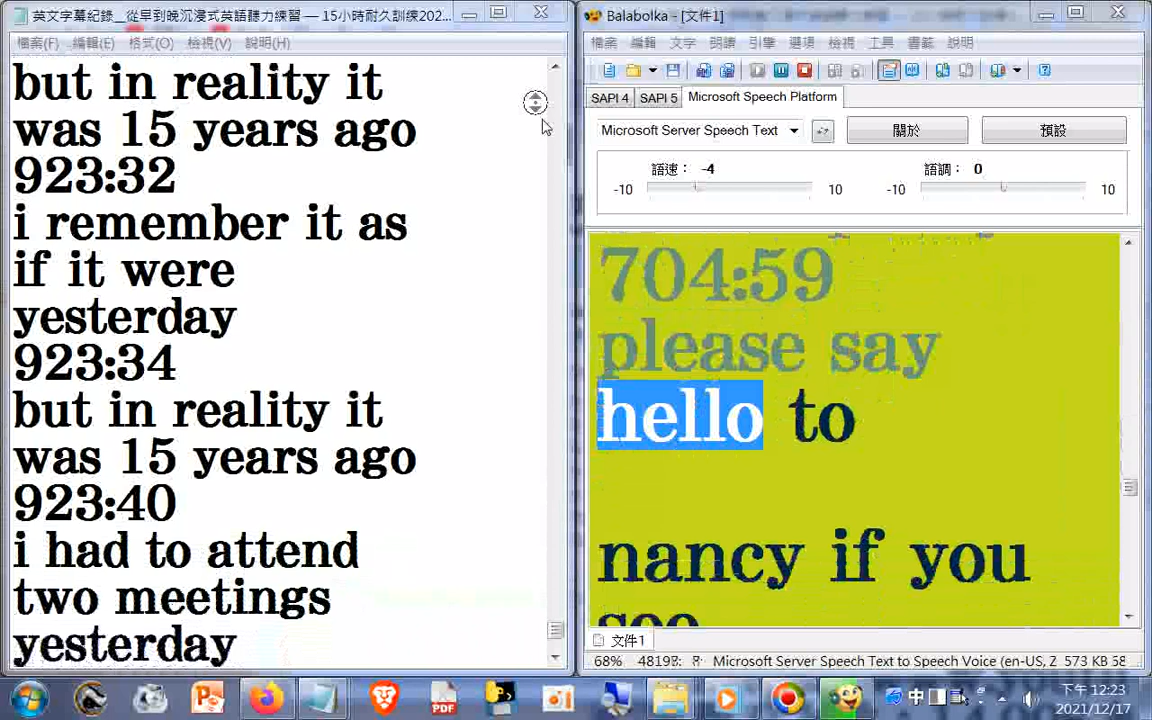 英文字幕紀錄__從早到晚沉浸式英語聽力練習 — 15小時耐久訓練202...
檔案(F) 編輯(E) 格式(O) 檢視(V) 說明(H)
but in reality it
was 15 years ago
923:32
i remember it as
if it were
yesterday
923:34
but in reality it
was 15 years ago
923:40
i had to attend
two meetings
yesterday
Balabolka - [文件1]
檔案 編輯 文字 朗讀 引擎 選項 檢視 工具 書籤 說明
SAPI 4 SAPI 5 Microsoft Speech Platform
Microsoft Server Speech Text 關於 預設
語速： -4 語調： 0
-10 10 -10 10
704:59
please say
hello to
nancy if you
see
文件1
68% Microsoft Server Speech Text to Speech Voice (en-US, 573 KB
中
下午 12:23
2021/12/17